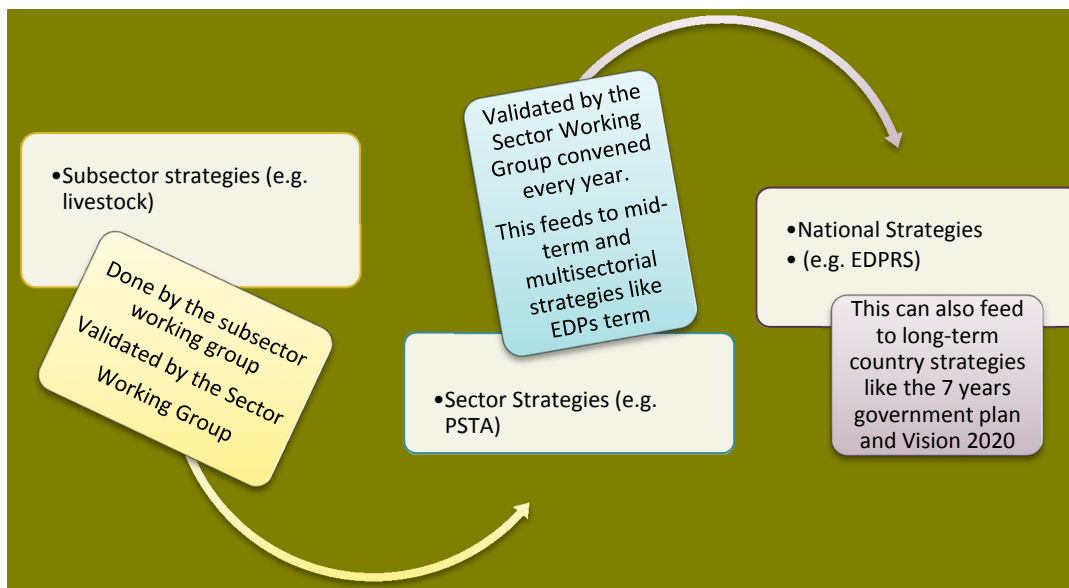 •Subsector strategies (e.g.
livestock)
Done by the subsector
working group
Validated by the Sector
Working Group
Validated by the
Sector Working
Group convened
every year.
This feeds to mid-
term and
multisectorial
strategies like
EDPs term
•Sector Strategies (e.g.
PSTA)
•National Strategies
• (e.g. EDPRS)
This can also feed
to long-term
country strategies
like the 7 years
government plan
and Vision 2020